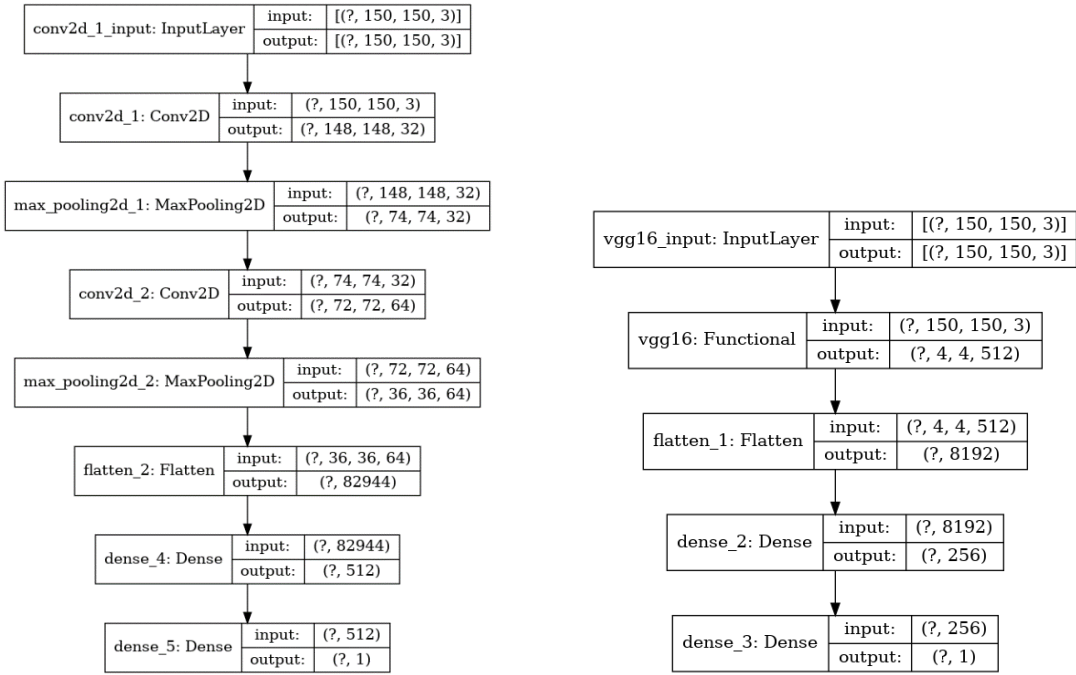 conv2d_1_input: InputLayer
input: [(?, 150, 150, 3)]
output: [(?, 150, 150, 3)]
conv2d_1: Conv2D
input: (?, 150, 150, 3)
output: (?, 148, 148, 32)
max_pooling2d_1: MaxPooling2D
input: (?, 148, 148, 32)
output: (?, 74, 74, 32)
conv2d_2: Conv2D
input: (?, 74, 74, 32)
output: (?, 72, 72, 64)
max_pooling2d_2: MaxPooling2D
input: (?, 72, 72, 64)
output: (?, 36, 36, 64)
flatten_2: Flatten
input: (?, 36, 36, 64)
output: (?, 82944)
dense_4: Dense
input: (?, 82944)
output: (?, 512)
dense_5: Dense
input: (?, 512)
output: (?, 1)
vgg16_input: InputLayer
input: [(?, 150, 150, 3)]
output: [(?, 150, 150, 3)]
vgg16: Functional
input: (?, 150, 150, 3)
output: (?, 4, 4, 512)
flatten_1: Flatten
input: (?, 4, 4, 512)
output: (?, 8192)
dense_2: Dense
input: (?, 8192)
output: (?, 256)
dense_3: Dense
input: (?, 256)
output: (?, 1)